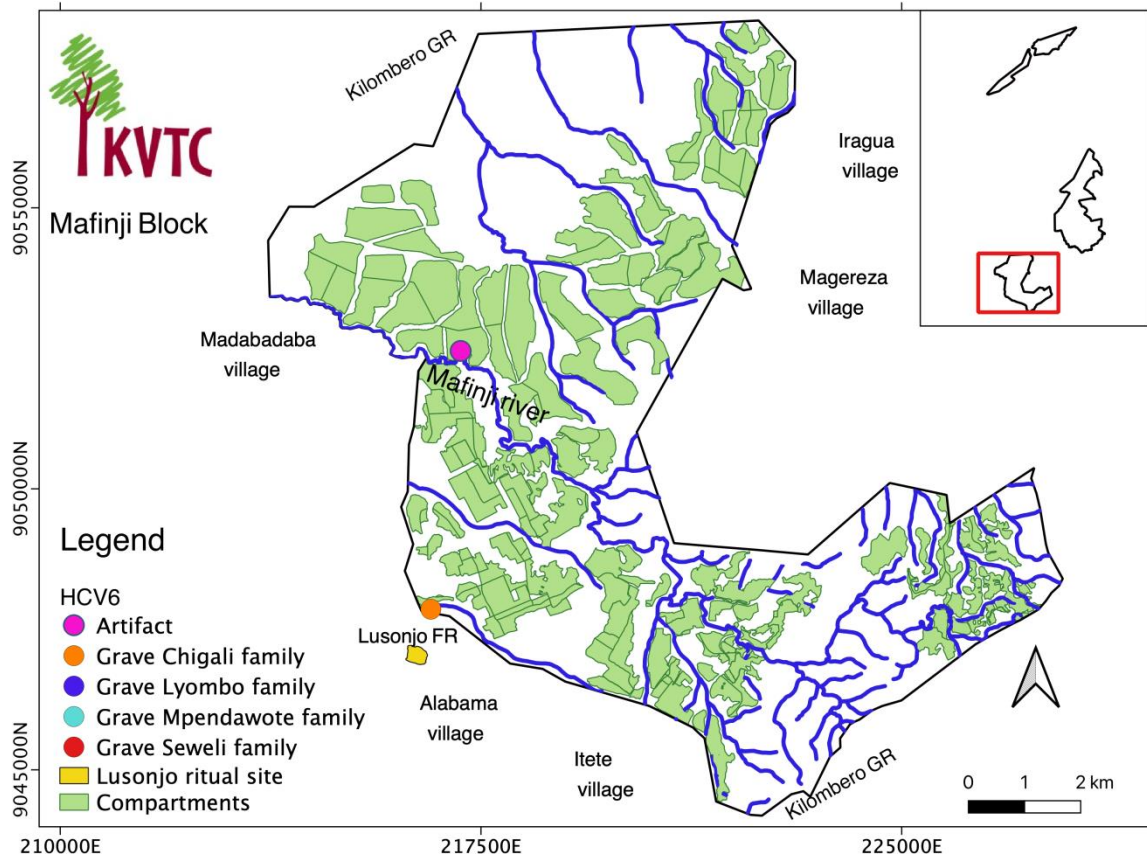 KVTC
Mafinji Block
Kilombero GR
Iragua
village
Magereza
village
Madabadaba
village
Mafinji river
Lusonjo FR
Alabama
village
Itete
village
Kilombero GR
Legend
HCV6
Artifact
Grave Chigali family
Grave Lyombo family
Grave Mpendawote family
Grave Seweli family
Lusonjo ritual site
Compartments
0 1 2 km
9055000N
9050000N
9045000N
210000E 217500E 225000E